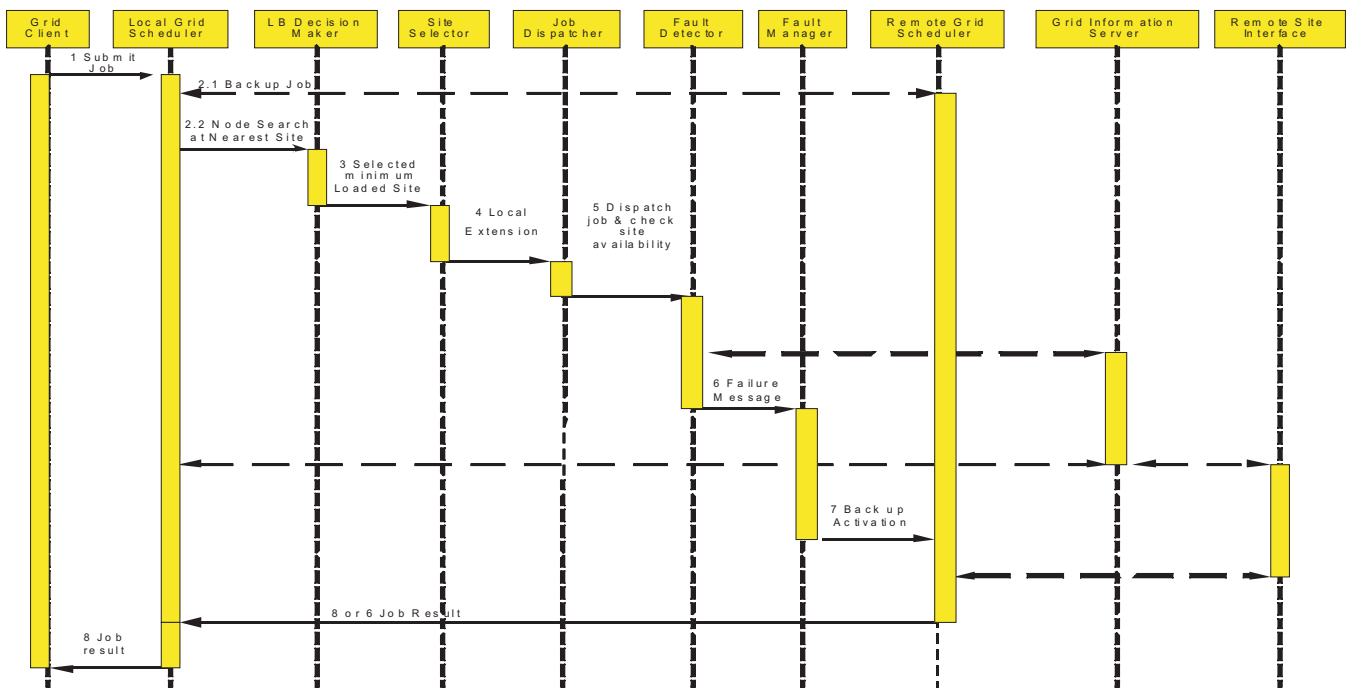 Grid
Client
Local Grid
Scheduler
LB Decision
Maker
Site
Selector
Job
Dispatcher
Fault
Detector
Fault
Manager
Remote Grid
Scheduler
Grid Information
Server
Remote Site
Interface
1 Submit
Job
2.1 Backup Job
2.2 Node Search
at Nearest Site
3 Selected
minimum
Loaded Site
4 Local
Extension
5 Dispatch
job & check
site
availability
6 Failure
Message
7 Back up
Activation
8 or 6 Job Result
8 Job
result